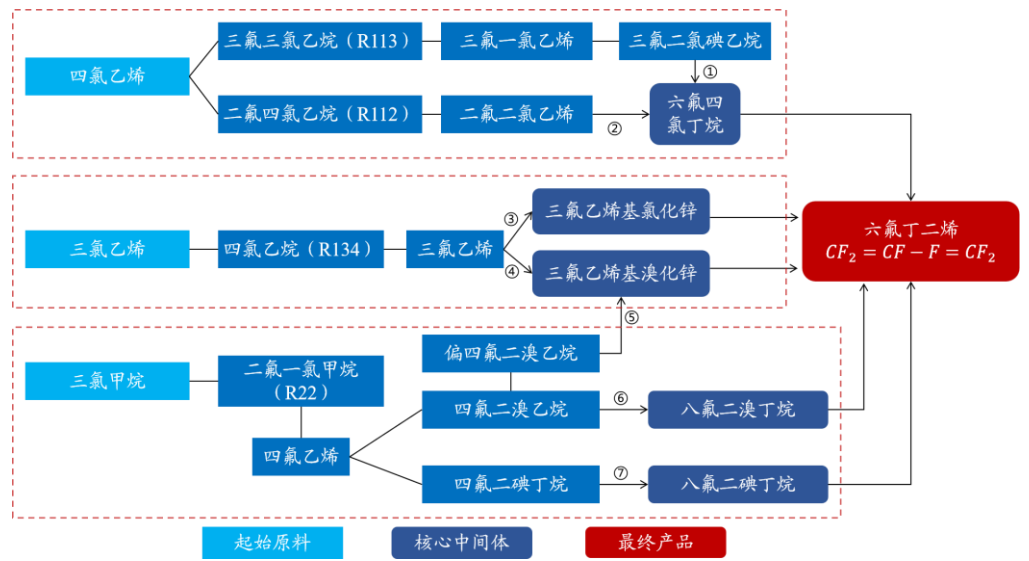 三氟三氯乙烷（R113）
三氟一氯乙烯
三氟二氯碘乙烷
四氯乙烯
①
二氟四氯乙烷（R112）
二氟二氯乙烯
②
六氟四
氯丁烷
三氯乙烯
四氟乙烷（R134）
三氟乙烯
③
三氟乙烯基氯化锌
④
三氟乙烯基溴化锌
六氟丁二烯
CF₂ = CF − F = CF₂
⑤
三氯甲烷
二氟一氯甲烷
（R22）
偏四氟二溴乙烷
四氟二溴乙烷
⑥
八氟二溴丁烷
四氟乙烯
四氟二碘丁烷
⑦
八氟二碘丁烷
起始原料
核心中间体
最终产品